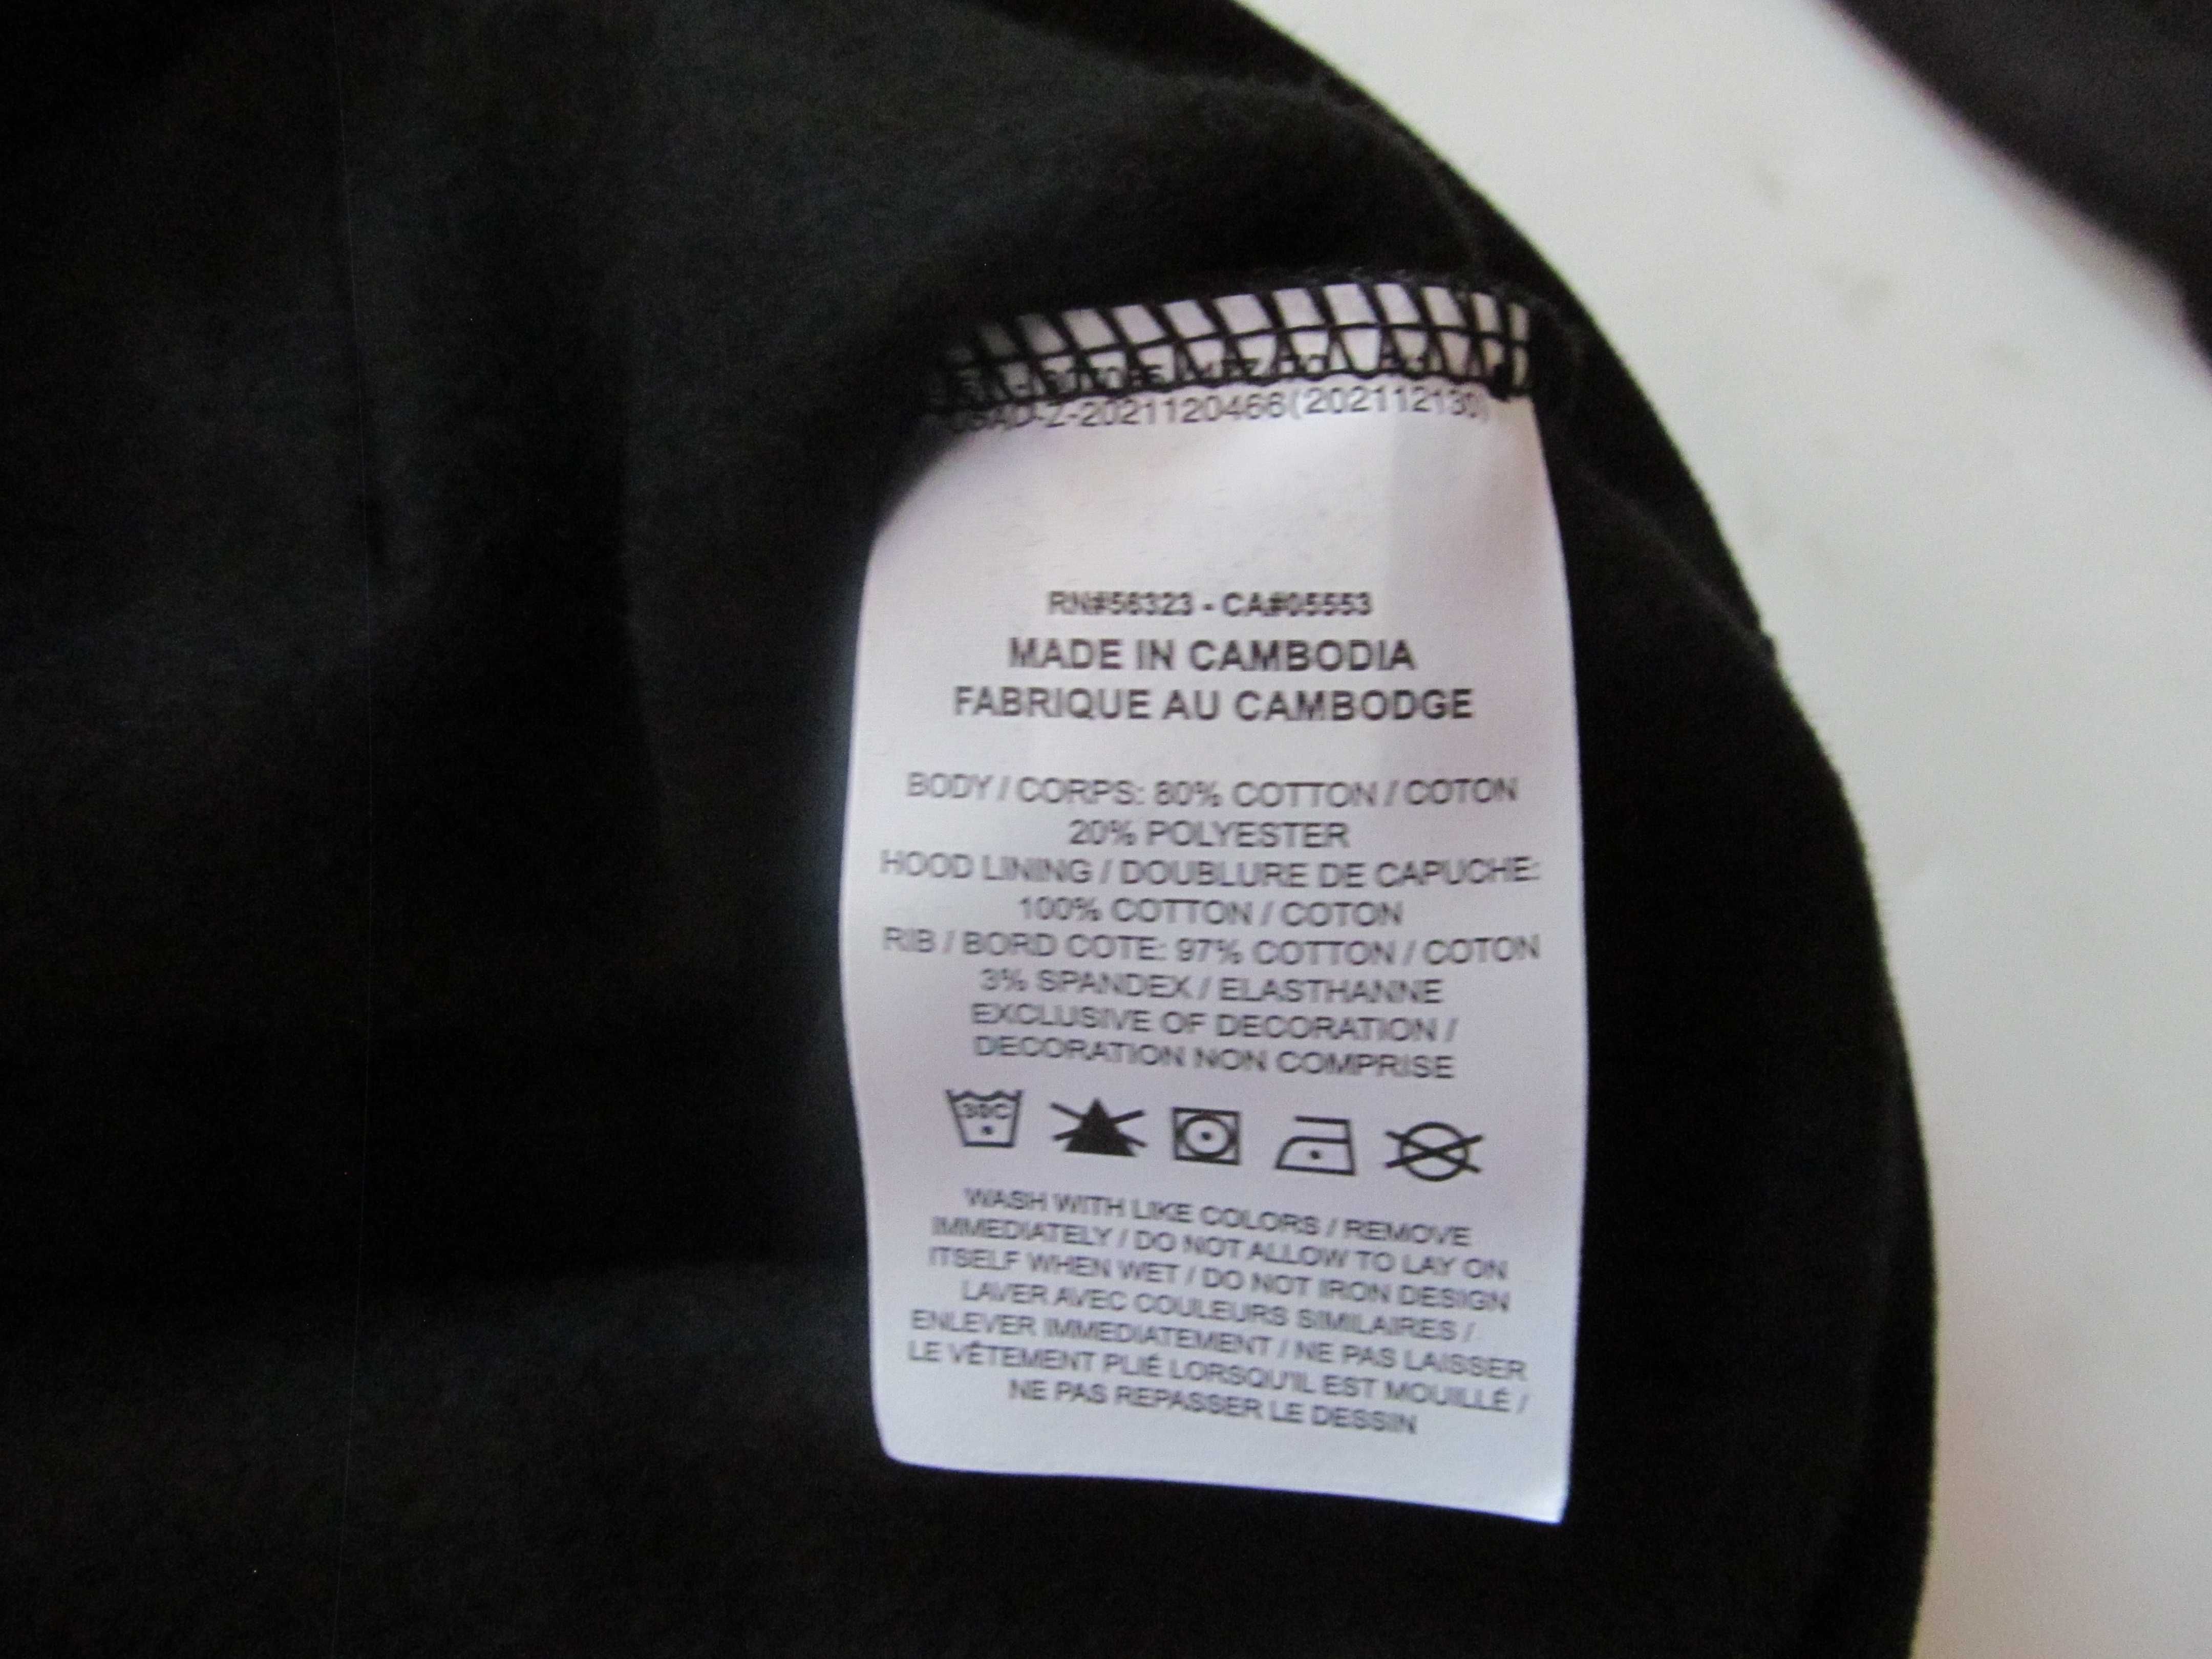 2021120466(202112130)
RN#56323 - CA#05553
MADE IN CAMBODIA
FABRIQUE AU CAMBODGE
BODY / CORPS: 80% COTTON / COTON
20% POLYESTER
HOOD LINING / DOUBLURE DE CAPUCHE:
100% COTTON / COTON
RIB / BORD COTE: 97% COTTON / COTON
3% SPANDEX / ELASTHANNE
EXCLUSIVE OF DECORATION /
DECORATION NON COMPRISE
30C
WASH WITH LIKE COLORS / REMOVE
IMMEDIATELY / DO NOT ALLOW TO LAY ON
ITSELF WHEN WET / DO NOT IRON DESIGN
LAVER AVEC COULEURS SIMILAIRES /
ENLEVER IMMEDIATEMENT / NE PAS LAISSER
LE VÊTEMENT PLIÉ LORSQU'IL EST MOUILLÉ /
NE PAS REPASSER LE DESSIN